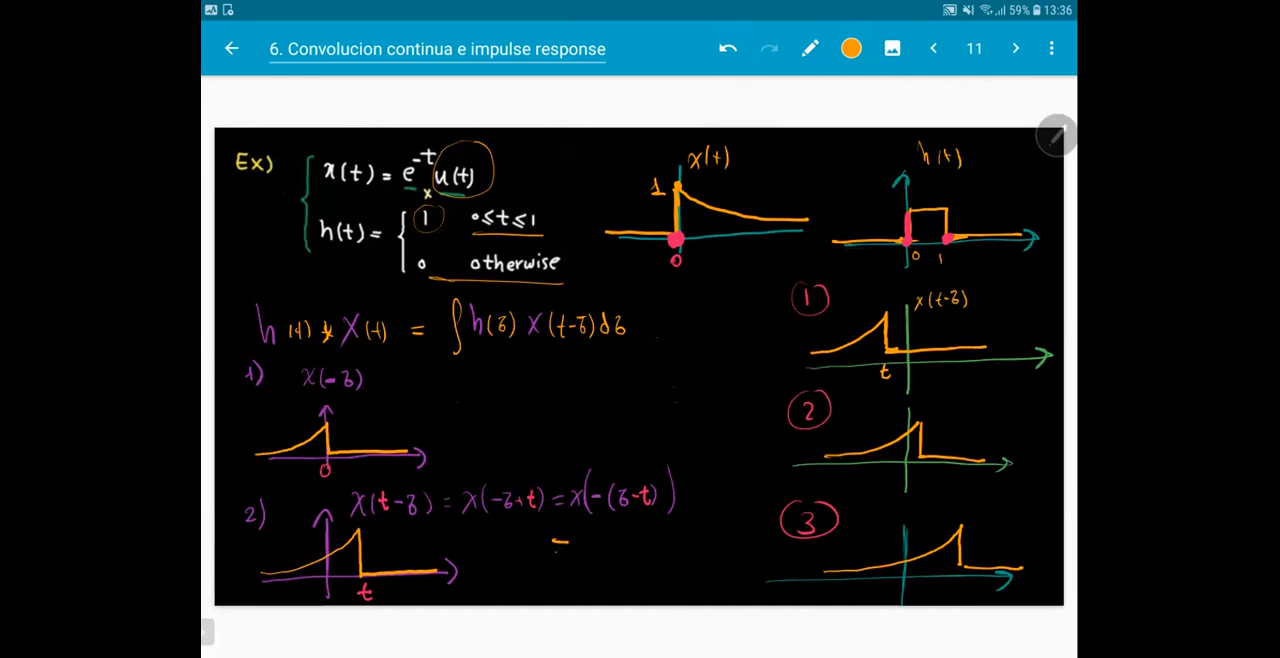 59% 13:36
6. Convolucion continua e impulse response
11
Ex)
x(t) = e^-t u(t)
x
h(t) = { 1 0≤t≤1
0 otherwise
x(t)
1
0
h(t)
0 1
h(t) * x(t) = ∫ h(ઠ) x(t-ઠ) dઠ
1) x(-ઠ)
0
2) x(t-ઠ) = x(-ઠ+t) = x(-(ઠ-t))
t
1 x(t-ઠ)
t
2
3